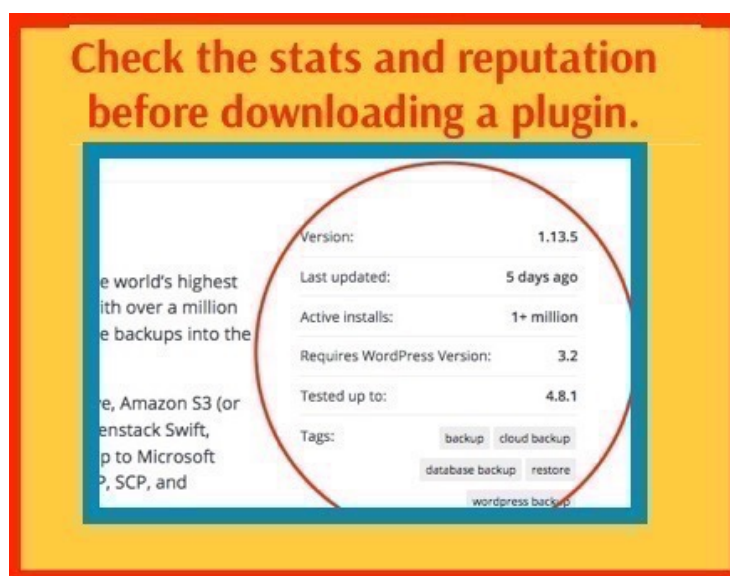 Check the stats and reputation
before downloading a plugin.
Version: 1.13.5
e world's highest
Last updated: 5 days ago
ith over a million
Active installs: 1+ million
e backups into the
Requires WordPress Version: 3.2
Tested up to: 4.8.1
e, Amazon S3 (or
enstack Swift,
Tags: backup cloud backup
p to Microsoft
database backup restore
P, SCP, and
wordpress backup